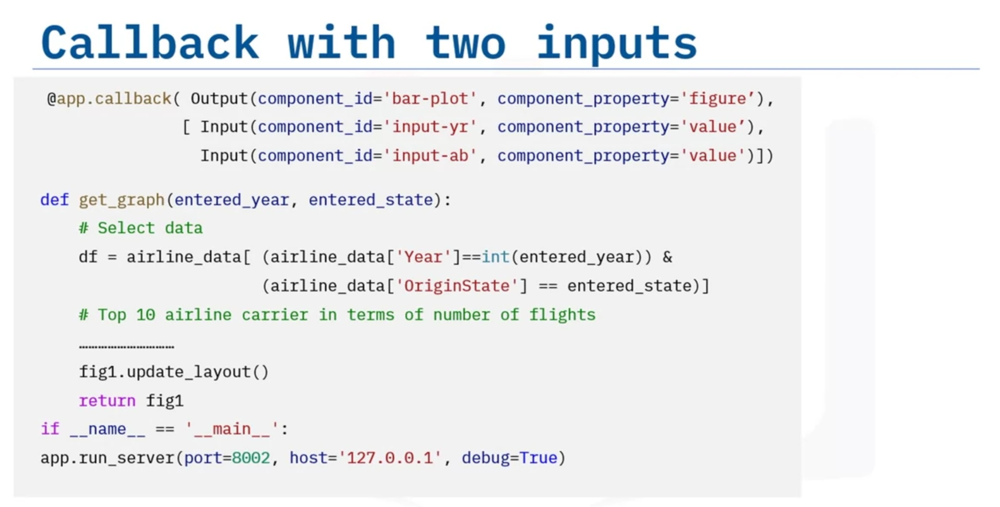 Callback with two inputs
@app.callback( Output(component_id='bar-plot', component_property='figure’),
[ Input(component_id='input-yr', component_property='value’),
Input(component_id='input-ab', component_property='value')])
def get_graph(entered_year, entered_state):
# Select data
df = airline_data[ (airline_data['Year']==int(entered_year)) &
(airline_data['OriginState'] == entered_state)]
# Top 10 airline carrier in terms of number of flights
…………………………
fig1.update_layout()
return fig1
if __name__ == '__main__':
app.run_server(port=8002, host='127.0.0.1', debug=True)